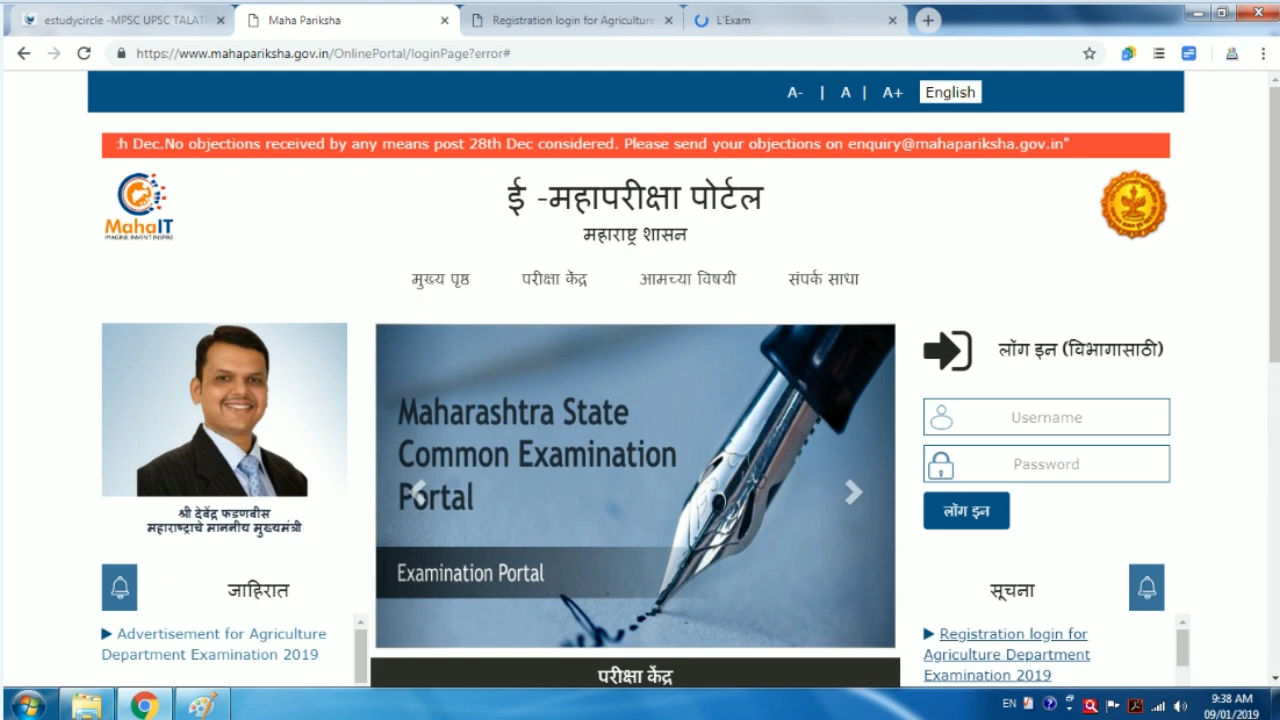 estudycircle -MPSC UPSC TALATI
Maha Pariksha
Registration login for Agriculture
L'Exam
https://www.mahapariksha.gov.in/OnlinePortal/loginPage?error#
A- | A | A+ English
:h Dec.No objections received by any means post 28th Dec considered. Please send your objections on enquiry@mahapariksha.gov.in"
MahaIT
IMAGINE. INVENT. INSPIRE
ई -महापरीक्षा पोर्टल
महाराष्ट्र शासन
मुख्य पृष्ठ परीक्षा केंद्र आमच्या विषयी संपर्क साधा
श्री देवेंद्र फडणवीस
महाराष्ट्राचे माननीय मुख्यमंत्री
Maharashtra State
Common Examination
Portal
Examination Portal
लॉग इन (विभागासाठी)
Username
Password
लॉग इन
जाहिरात
Advertisement for Agriculture
Department Examination 2019
परीक्षा केंद्र
सूचना
Registration login for
Agriculture Department
Examination 2019
EN
9:38 AM
09/01/2019